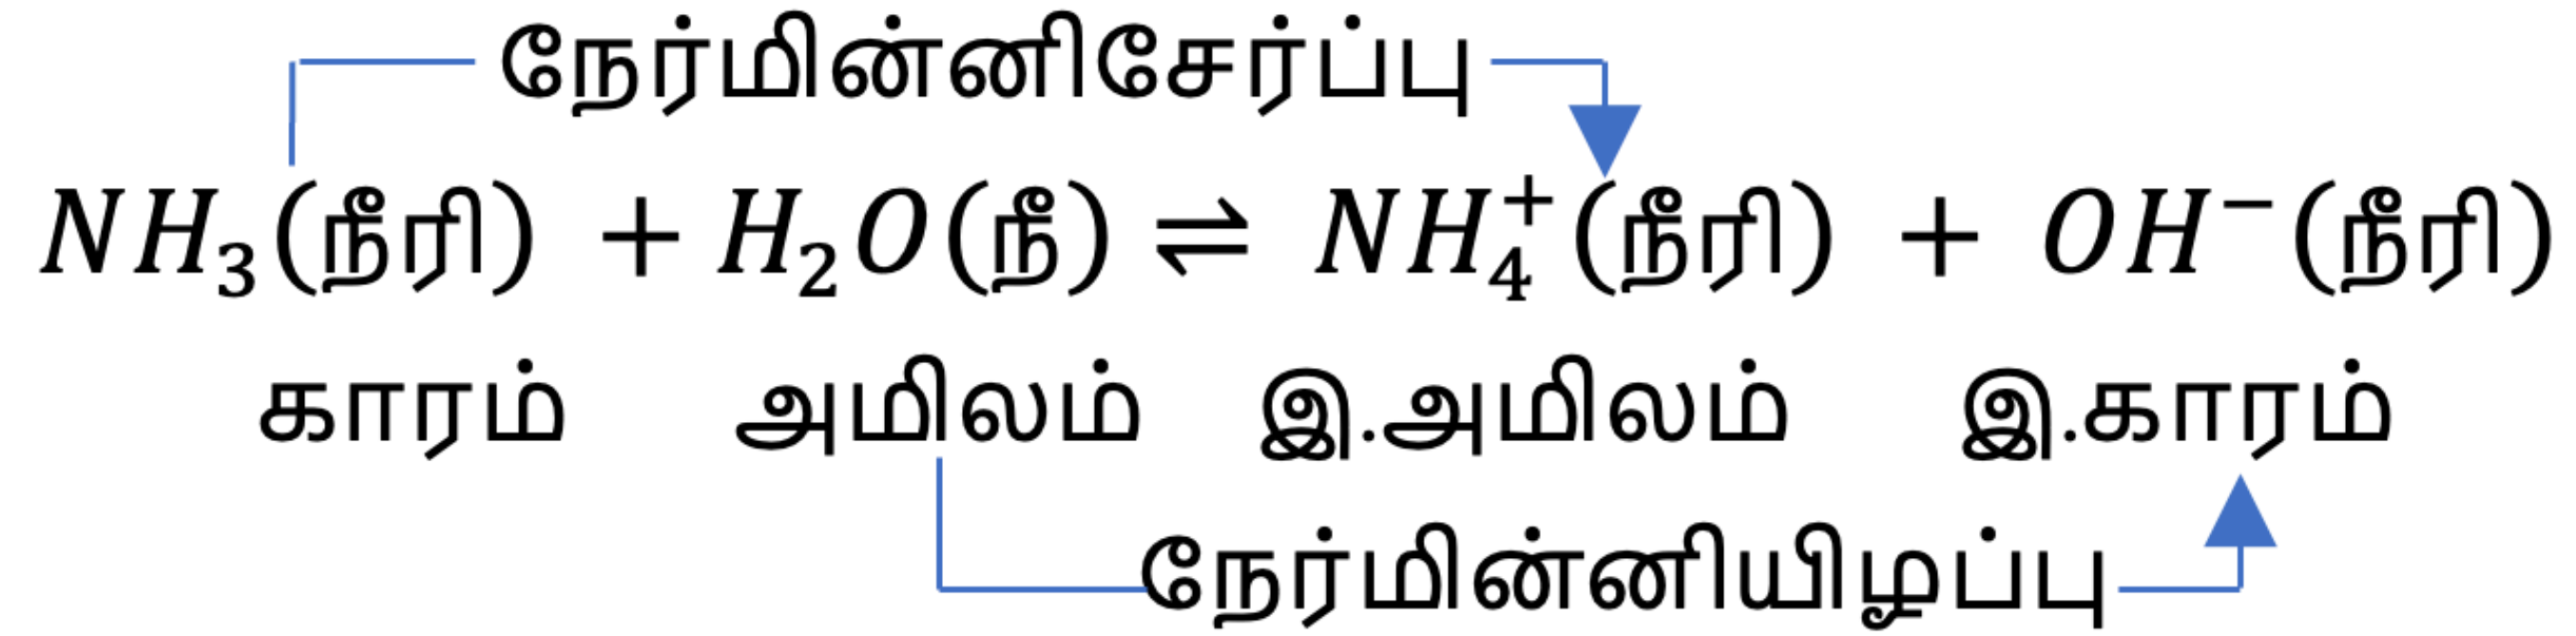 நேர்மின்னிசேர்ப்பு
NH₃(நீரி) + H₂O(நீ) ⇌ NH₄⁺(நீரி) + OH⁻(நீரி)
காரம் அமிலம் இ.அமிலம் இ.காரம்
நேர்மின்னியிழப்பு